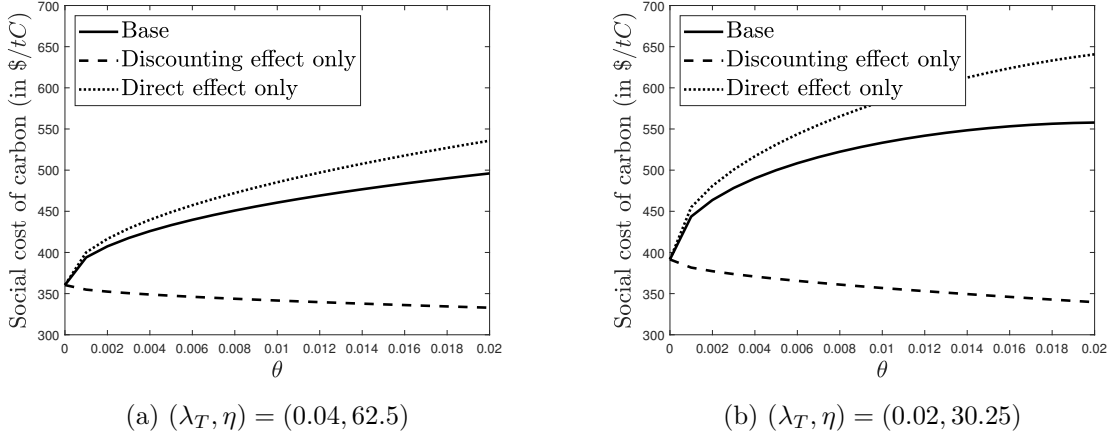 700
650
600
550
500
450
400
350
300
Social cost of carbon (in $/tC)
Base
Discounting effect only
Direct effect only
0 0.002 0.004 0.006 0.008 0.01 0.012 0.014 0.016 0.018 0.02
θ
(a) (λ_T, η) = (0.04, 62.5)
700
650
600
550
500
450
400
350
300
Social cost of carbon (in $/tC)
Base
Discounting effect only
Direct effect only
0 0.002 0.004 0.006 0.008 0.01 0.012 0.014 0.016 0.018 0.02
θ
(b) (λ_T, η) = (0.02, 30.25)